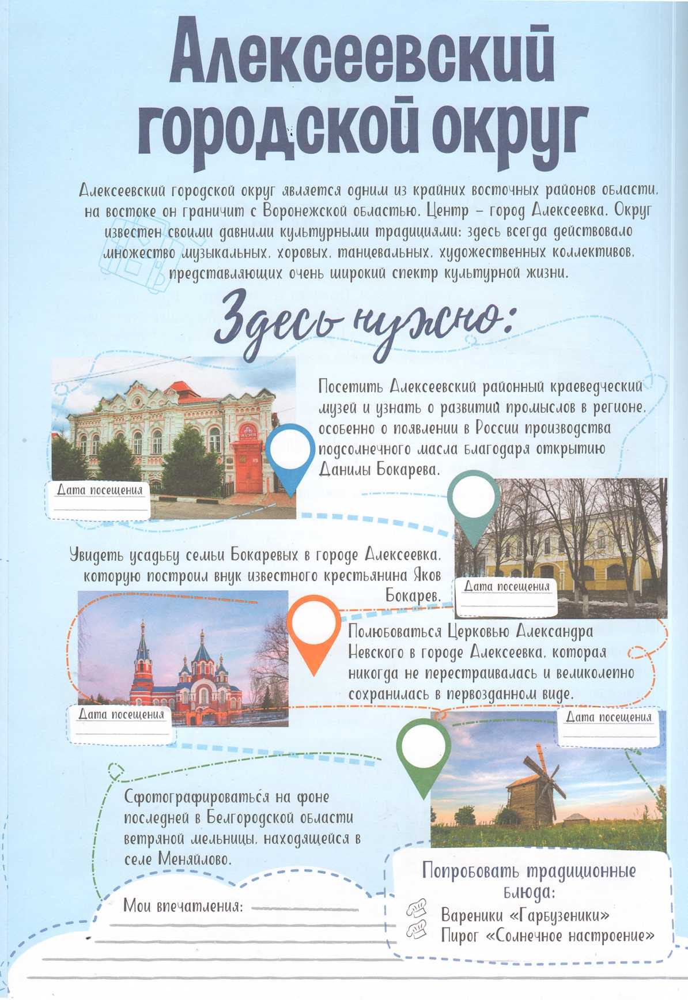 Алексеевский
городской округ
Алексеевский городской округ является одним из крайних восточных районов области,
на востоке он граничит с Воронежской областью. Центр – город Алексеевка. Округ
известен своими давними культурными традициями: здесь всегда действовало
множество музыкальных, хоровых, танцевальных, художественных коллективов,
представляющих очень широкий спектр культурной жизни.
Здесь нужно:
Посетить Алексеевский районный краеведческий
музей и узнать о развитии промыслов в регионе,
особенно о появлении в России производства
подсолнечного масла благодаря открытию
Данилы Бокарева.
Дата посещения
Увидеть усадьбу семьи Бокаревых в городе Алексеевка,
которую построил внук известного крестьянина Яков
Бокарев.
Дата посещения
Полюбоваться Церковью Александра
Невского в городе Алексеевка, которая
никогда не перестраивалась и великолепно
сохранилась в первозданном виде.
Дата посещения
Дата посещения
Сфотографироваться на фоне
последней в Белгородской области
ветряной мельницы, находящейся в
селе Меняйлово.
Попробовать традиционные
блюда:
Вареники «Гарбузеники»
Пирог «Солнечное настроение»
Мои впечатления: